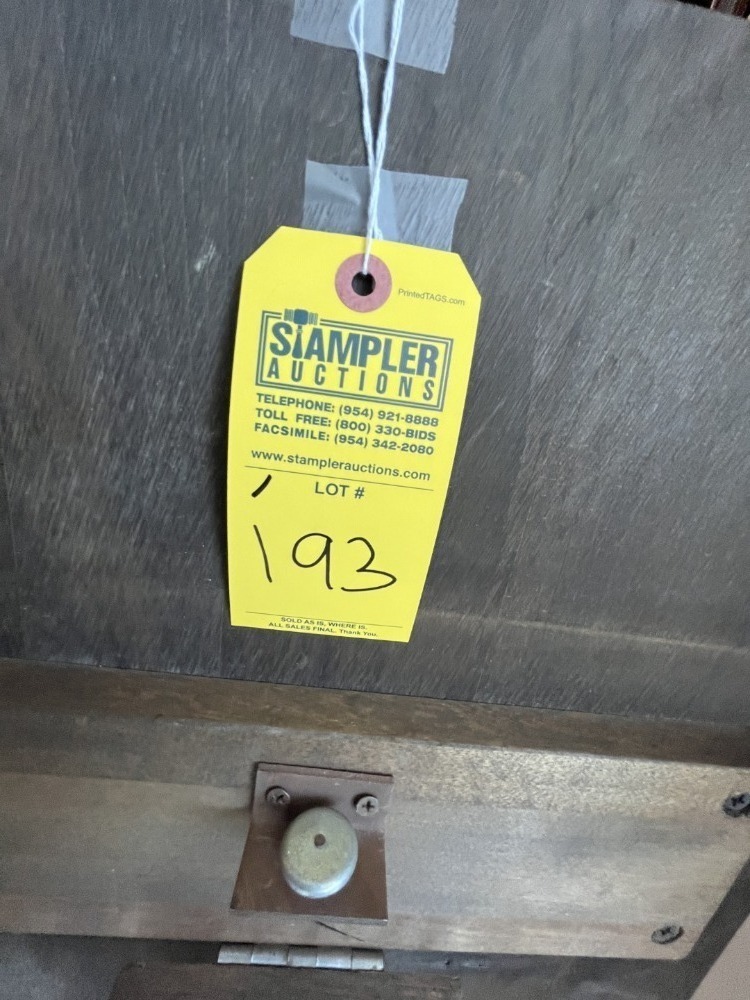 PrintedTAGS.com
STAMPLER
AUCTIONS
TELEPHONE: (954) 921-8888
TOLL FREE: (800) 330-BIDS
FACSIMILE: (954) 342-2080
www.stamplerauctions.com
LOT #
193
SOLD AS IS, WHERE IS.
ALL SALES FINAL. Thank You.